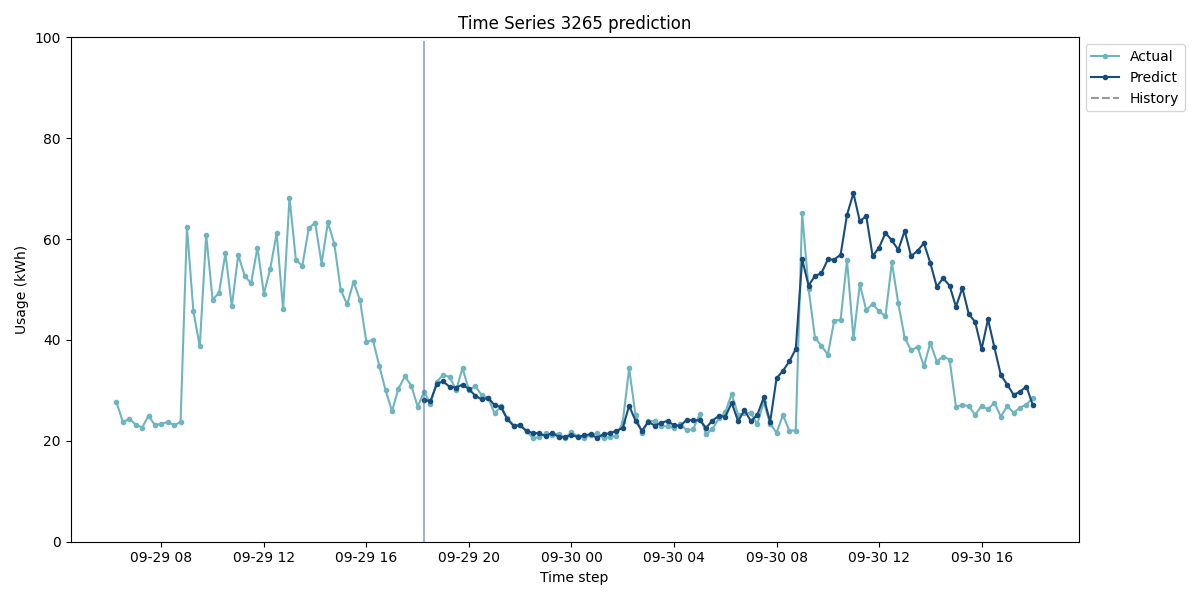 Time Series 3265 prediction
100
80
60
40
20
0
Usage (kWh)
09-29 08
09-29 12
09-29 16
09-29 20
09-30 00
09-30 04
09-30 08
09-30 12
09-30 16
Time step
Actual
Predict
History